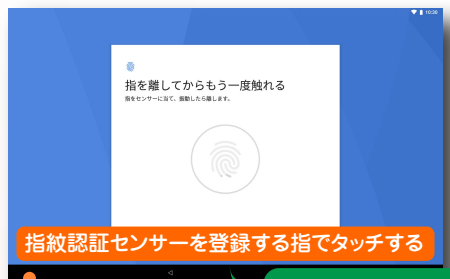 10:30
指を離してからもう一度触れる
指をセンサーに当て、振動したら離します。
指紋認証センサーを登録する指でタッチする